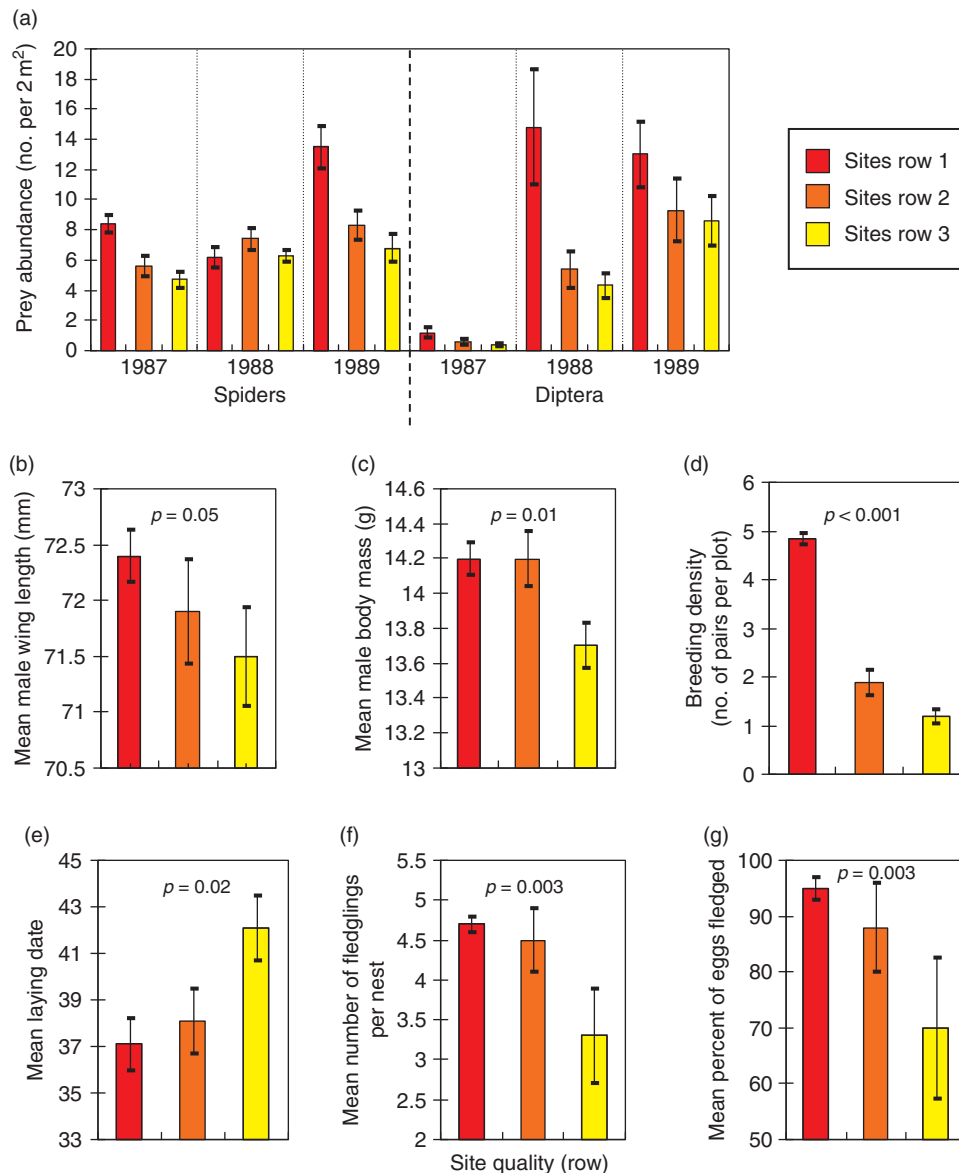 (a)
Prey abundance (no. per 2 m²)
20
18
16
14
12
10
8
6
4
2
0
1987
1988
1989
1987
1988
1989
Spiders
Diptera
Sites row 1
Sites row 2
Sites row 3
(b)
Mean male wing length (mm)
73
72.5
72
71.5
71
70.5
p = 0.05
(c)
Mean male body mass (g)
14.6
14.4
14.2
14
13.8
13.6
13.4
13.2
13
p = 0.01
(d)
Breeding density
(no. of pairs per plot)
6
5
4
3
2
1
0
p < 0.001
(e)
Mean laying date
45
43
41
39
37
35
33
p = 0.02
(f)
Mean number of fledglings
per nest
5.5
5
4.5
4
3.5
3
2.5
2
p = 0.003
Site quality (row)
(g)
Mean percent of eggs fledged
100
90
80
70
60
50
p = 0.003